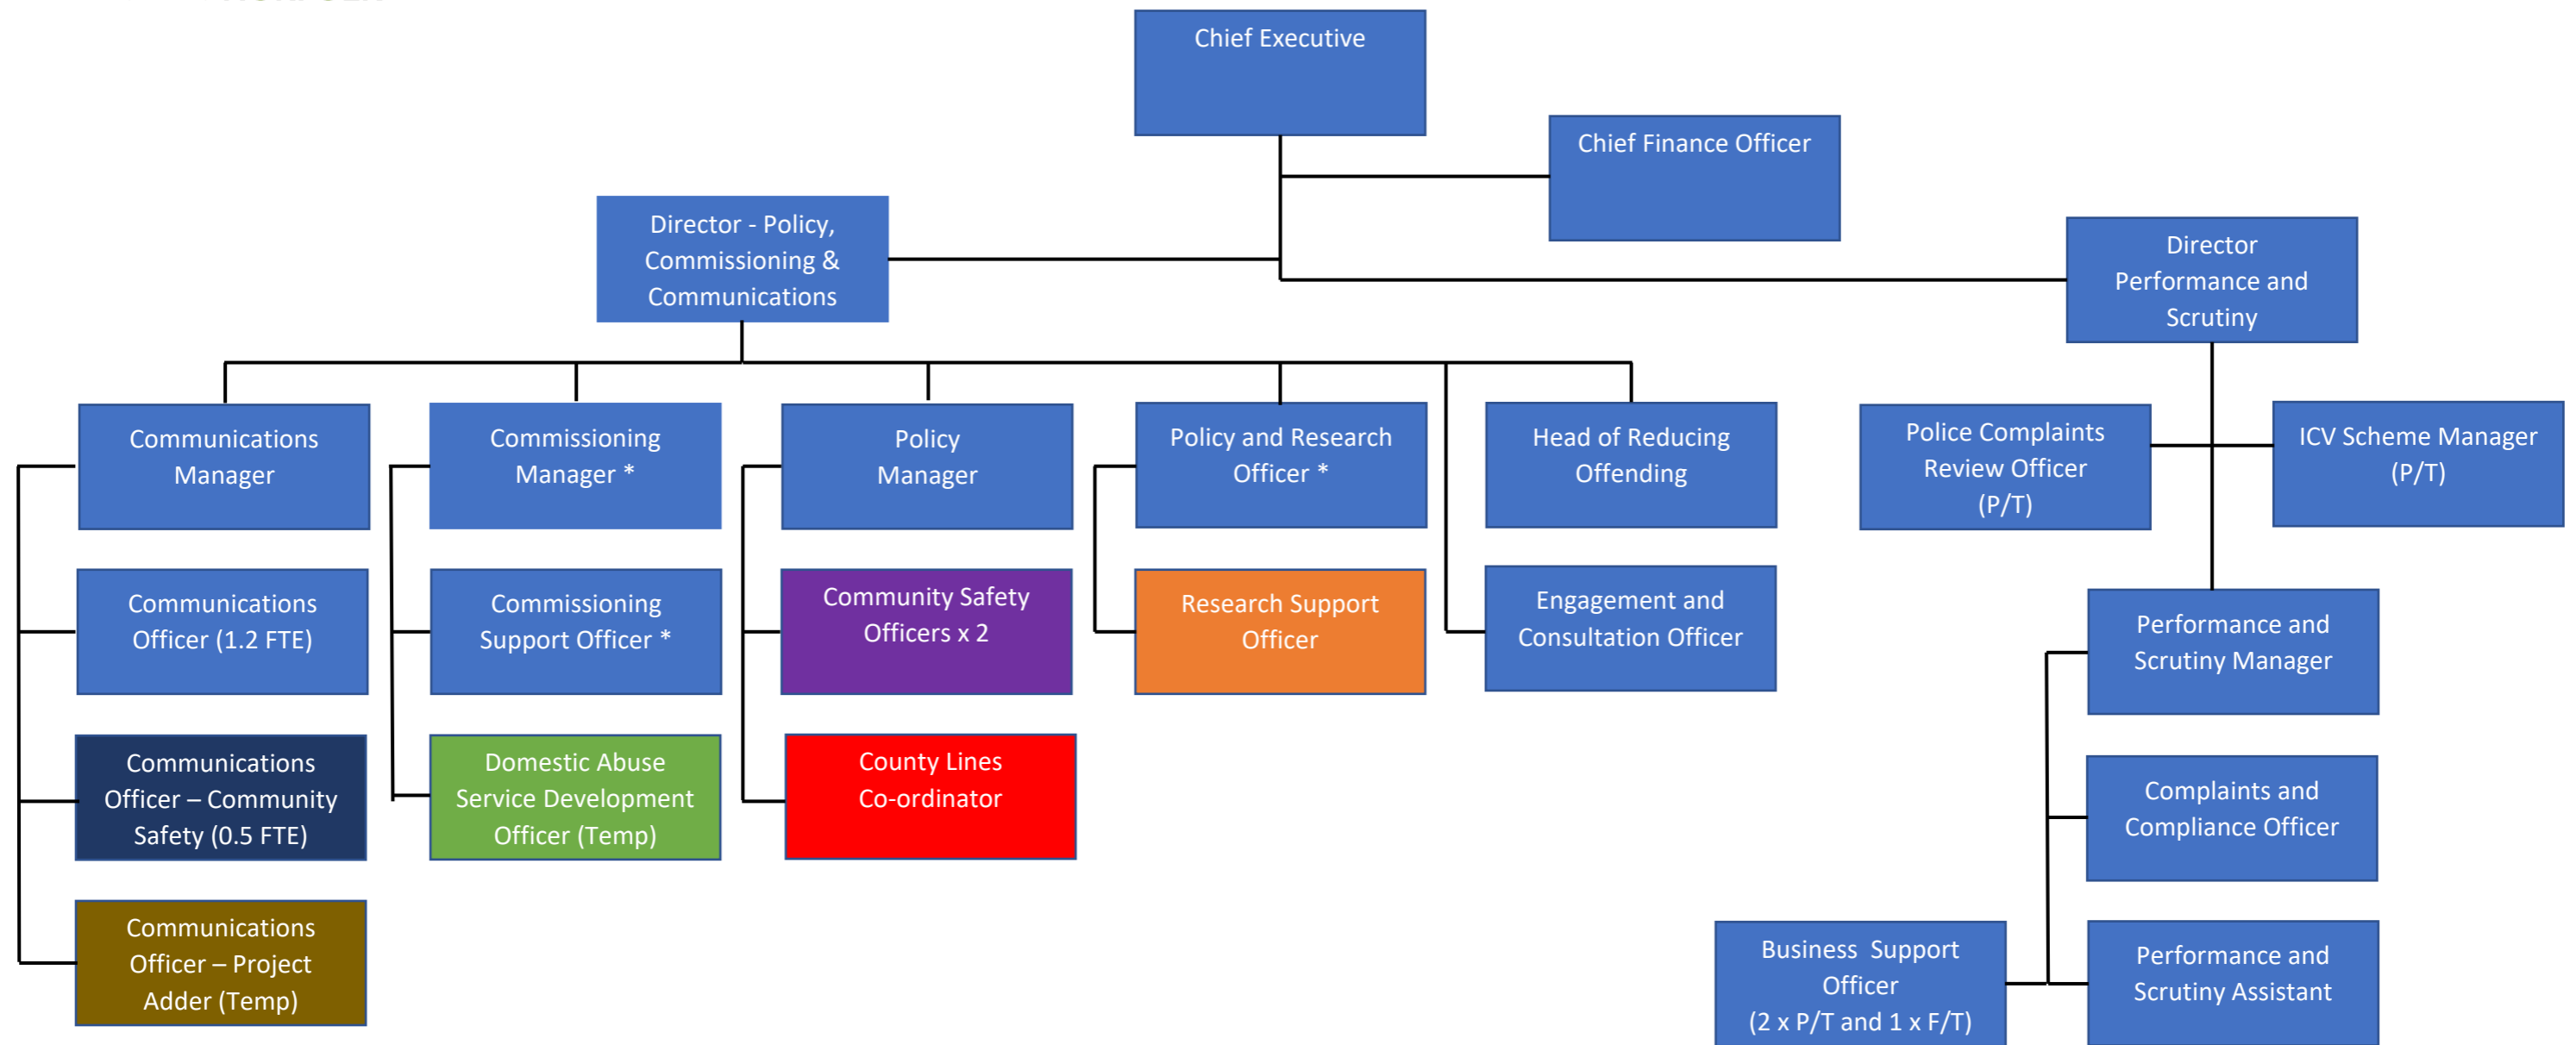 Chief Executive
Chief Finance Officer
Director - Policy,
Commissioning &
Communications
Director
Performance and
Scrutiny
Communications
Manager
Commissioning
Manager *
Policy
Manager
Policy and Research
Officer *
Head of Reducing
Offending
Police Complaints
Review Officer
(P/T)
ICV Scheme Manager
(P/T)
Communications
Officer (1.2 FTE)
Commissioning
Support Officer *
Community Safety
Officers x 2
Research Support
Officer
Engagement and
Consultation Officer
Performance and
Scrutiny Manager
Communications
Officer – Community
Safety (0.5 FTE)
Domestic Abuse
Service Development
Officer (Temp)
County Lines
Co-ordinator
Complaints and
Compliance Officer
Communications
Officer – Project
Adder (Temp)
Business  Support
Officer
(2 x P/T and 1 x F/T)
Performance and
Scrutiny Assistant